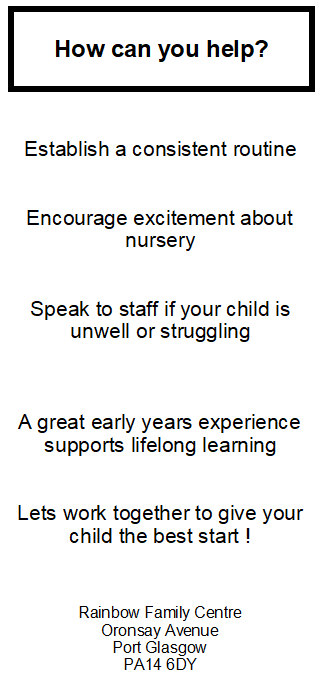 How can you help?
Establish a consistent routine
Encourage excitement about
nursery
Speak to staff if your child is
unwell or struggling
A great early years experience
supports lifelong learning
Lets work together to give your
child the best start !
Rainbow Family Centre
Oronsay Avenue
Port Glasgow
PA14 6DY